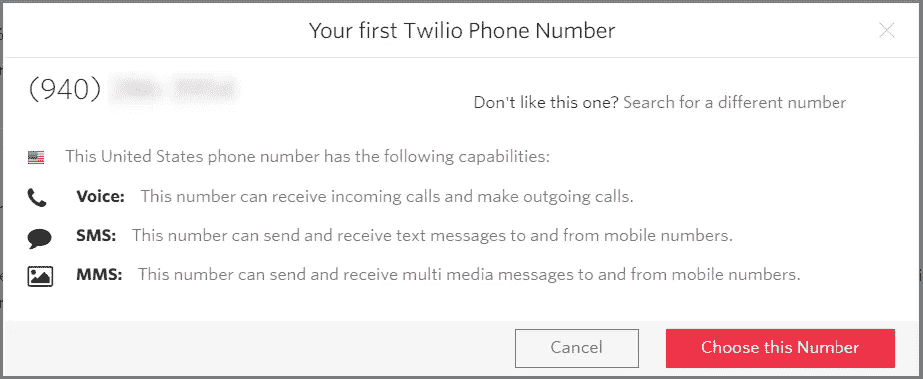 Your first Twilio Phone Number
(940)
Don't like this one? Search for a different number
This United States phone number has the following capabilities:
Voice: This number can receive incoming calls and make outgoing calls.
SMS: This number can send and receive text messages to and from mobile numbers.
MMS: This number can send and receive multi media messages to and from mobile numbers.
Cancel
Choose this Number